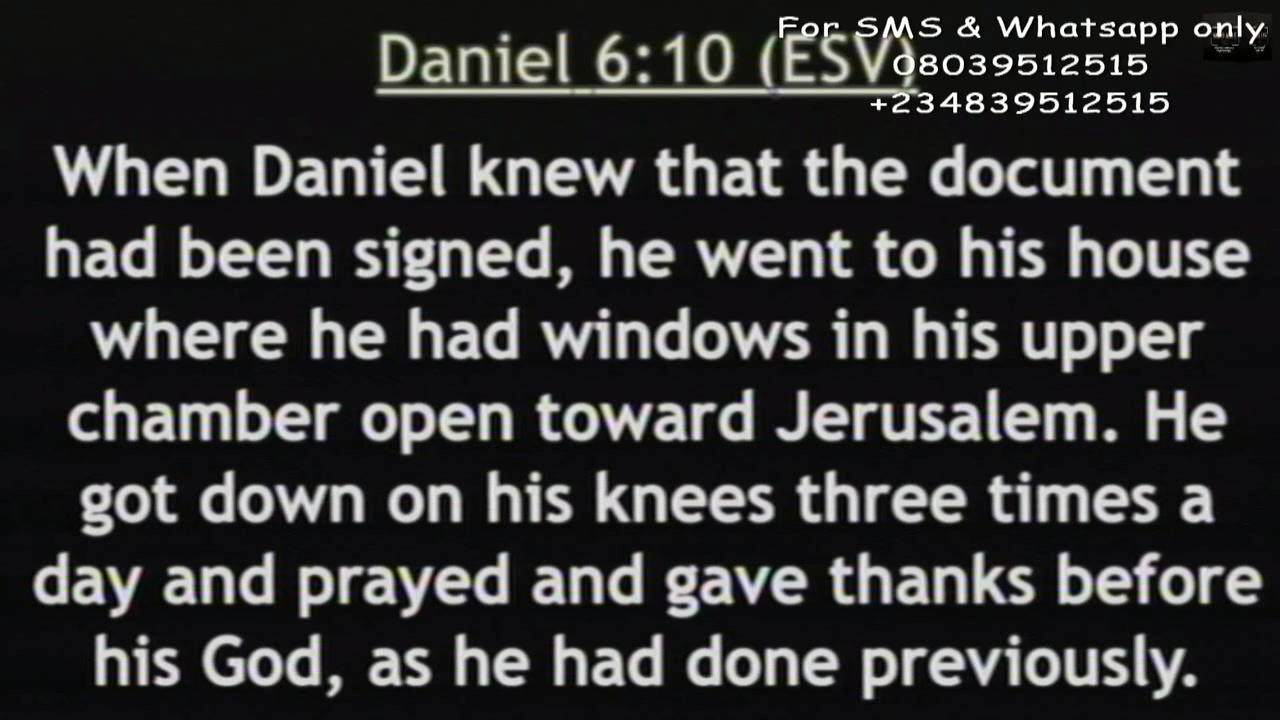 For SMS & Whatsapp only,
08039512515
+234839512515
Daniel 6:10 (ESV)
When Daniel knew that the document
had been signed, he went to his house
where he had windows in his upper
chamber open toward Jerusalem. He
got down on his knees three times a
day and prayed and gave thanks before
his God, as he had done previously.